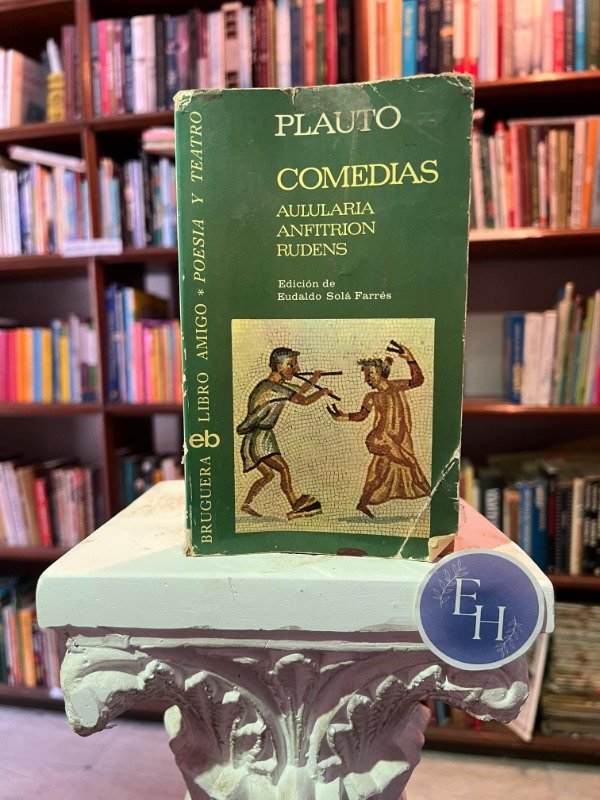 PLAUTO
COMEDIAS
AULULARIA
ANFITRION
RUDENS
Edición de
Eudaldo Solá Farrés
eb
BRUGUERA LIBRO AMIGO * POESIA Y TEATRO
EH